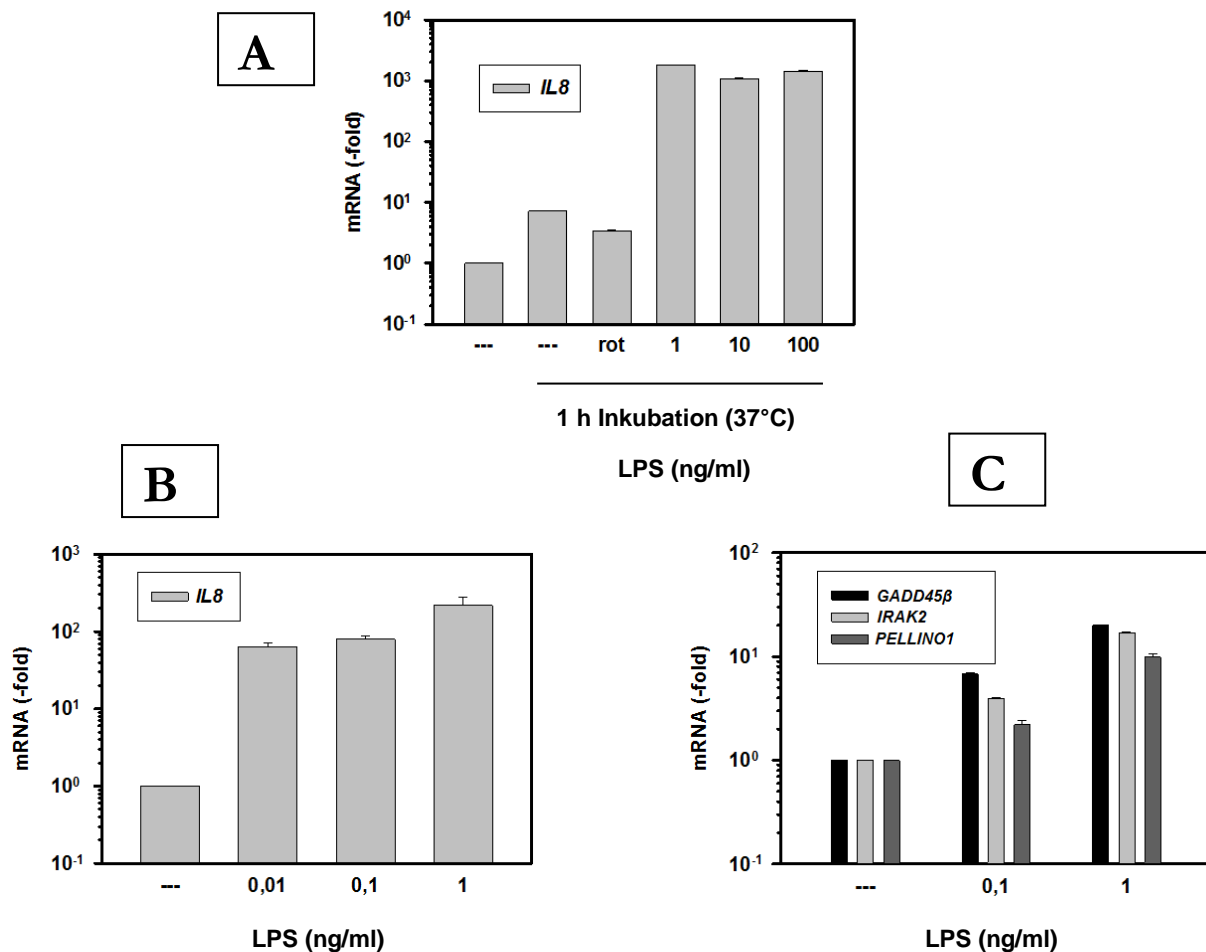 A
10⁴
10³
10²
10¹
10⁰
10⁻¹
mRNA (-fold)
IL8
--- --- rot 1 10 100
1 h Inkubation (37°C)
LPS (ng/ml)
B
10³
10²
10¹
10⁰
10⁻¹
mRNA (-fold)
IL8
--- 0,01 0,1 1
LPS (ng/ml)
C
10²
10¹
10⁰
10⁻¹
mRNA (-fold)
GADD45β
IRAK2
PELLINO1
--- 0,1 1
LPS (ng/ml)